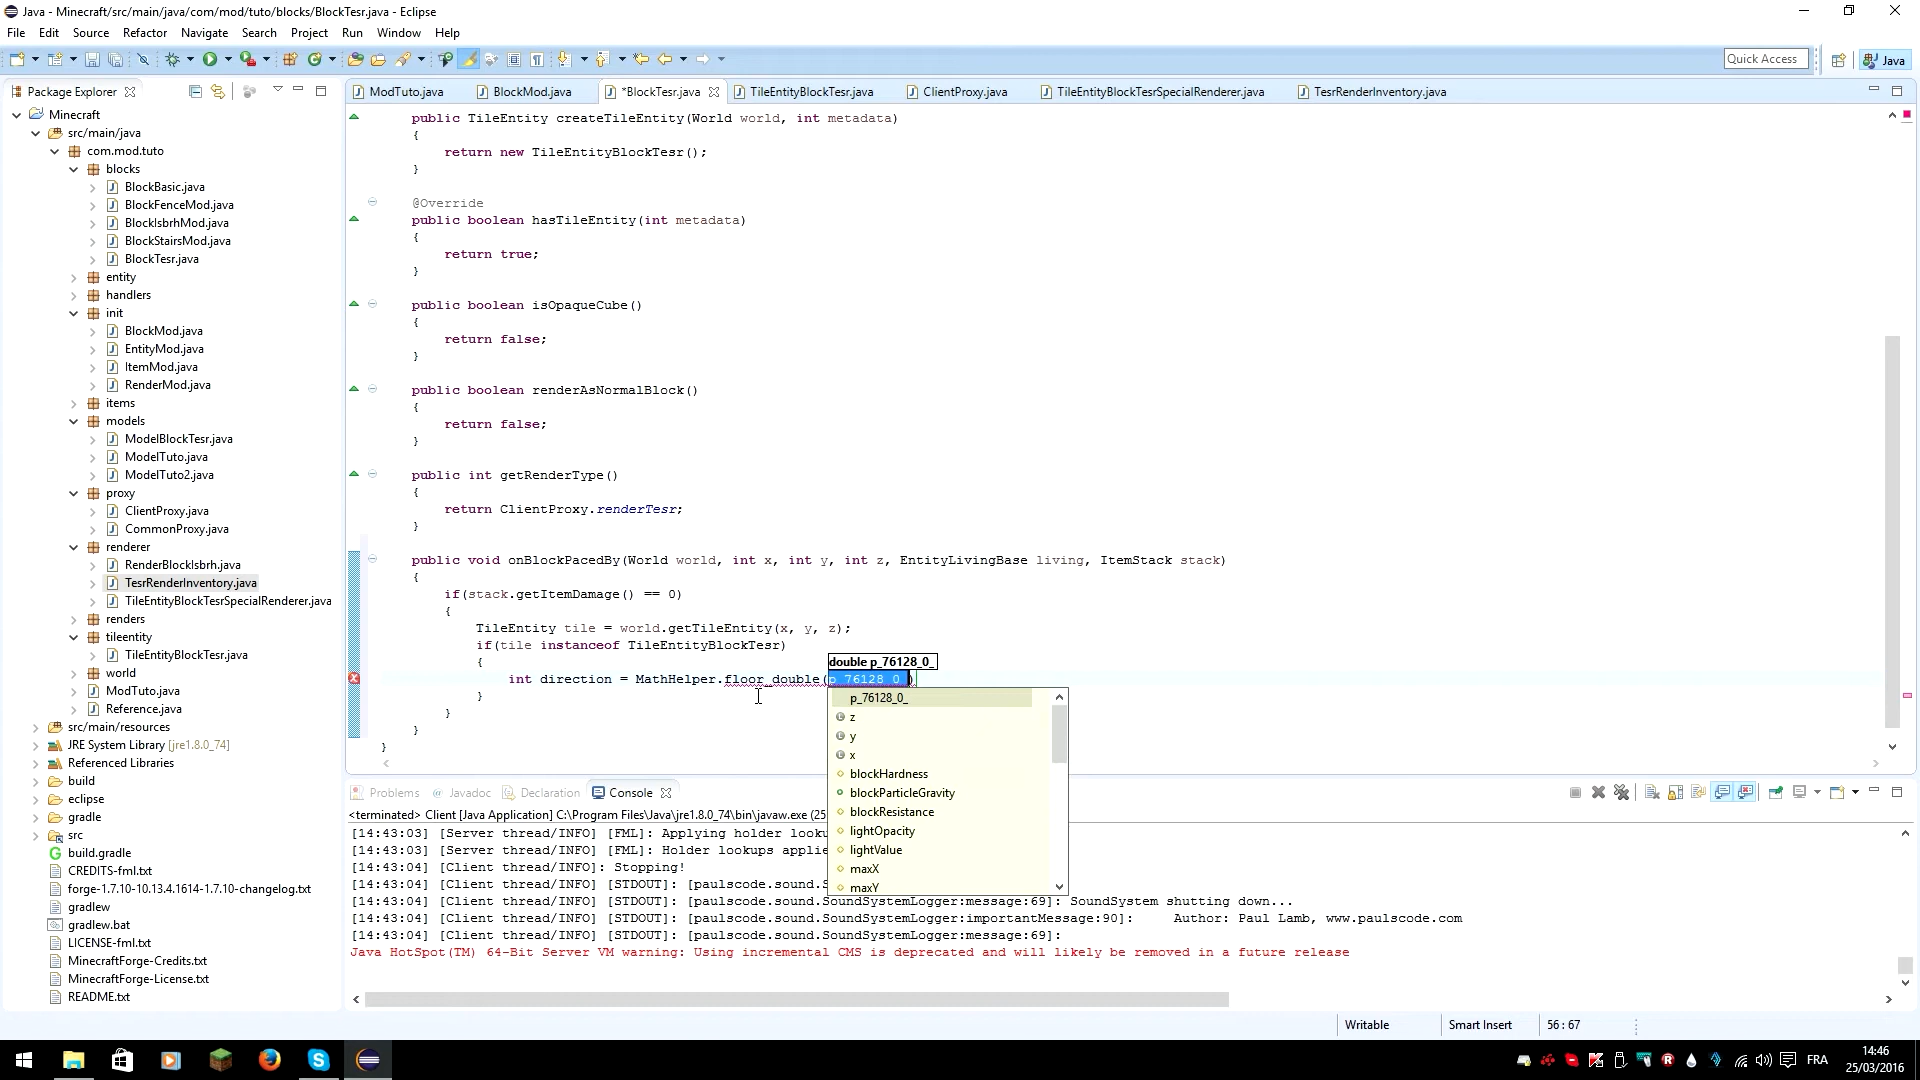 Java - Minecraft/src/main/java/com/mod/tuto/blocks/BlockTesr.java - Eclipse
File Edit Source Refactor Navigate Search Project Run Window Help
Quick Access Java
Package Explorer
ModTuto.java BlockMod.java *BlockTesr.java TileEntityBlockTesr.java ClientProxy.java TileEntityBlockTesrSpecialRenderer.java TesrRenderInventory.java
Minecraft
src/main/java
com.mod.tuto
blocks
BlockBasic.java
BlockFenceMod.java
BlockIsbrhMod.java
BlockStairsMod.java
BlockTesr.java
entity
handlers
init
BlockMod.java
EntityMod.java
ItemMod.java
RenderMod.java
items
models
ModelBlockTesr.java
ModelTuto.java
ModelTuto2.java
proxy
ClientProxy.java
CommonProxy.java
renderer
RenderBlockIsbrh.java
TesrRenderInventory.java
TileEntityBlockTesrSpecialRenderer.java
renders
tileentity
TileEntityBlockTesr.java
world
ModTuto.java
Reference.java
src/main/resources
JRE System Library [jre1.8.0_74]
Referenced Libraries
build
eclipse
gradle
src
build.gradle
CREDITS-fml.txt
forge-1.7.10-10.13.4.1614-1.7.10-changelog.txt
gradlew
gradlew.bat
LICENSE-fml.txt
MinecraftForge-Credits.txt
MinecraftForge-License.txt
README.txt
public TileEntity createTileEntity(World world, int metadata)
{
return new TileEntityBlockTesr();
}
@Override
public boolean hasTileEntity(int metadata)
{
return true;
}
public boolean isOpaqueCube()
{
return false;
}
public boolean renderAsNormalBlock()
{
return false;
}
public int getRenderType()
{
return ClientProxy.renderTesr;
}
public void onBlockPacedBy(World world, int x, int y, int z, EntityLivingBase living, ItemStack stack)
{
if(stack.getItemDamage() == 0)
{
TileEntity tile = world.getTileEntity(x, y, z);
if(tile instanceof TileEntityBlockTesr)
{
double p_76128_0_
int direction = MathHelper.floor_double(p_76128_0_)
}
}
}
}
p_76128_0_
z
y
x
blockHardness
blockParticleGravity
blockResistance
lightOpacity
lightValue
maxX
maxY
Problems Javadoc Declaration Console
<terminated> Client [Java Application] C:\Program Files\Java\jre1.8.0_74\bin\javaw.exe (25
[14:43:03] [Server thread/INFO] [FML]: Applying holder looku
[14:43:03] [Server thread/INFO] [FML]: Holder lookups applie
[14:43:04] [Client thread/INFO]: Stopping!
[14:43:04] [Client thread/INFO] [STDOUT]: [paulscode.sound.S
[14:43:04] [Client thread/INFO] [STDOUT]: [paulscode.sound.SoundSystemLogger:message:69]: SoundSystem shutting down...
[14:43:04] [Client thread/INFO] [STDOUT]: [paulscode.sound.SoundSystemLogger:importantMessage:90]: Author: Paul Lamb, www.paulscode.com
[14:43:04] [Client thread/INFO] [STDOUT]: [paulscode.sound.SoundSystemLogger:message:69]:
Java HotSpot(TM) 64-Bit Server VM warning: Using incremental CMS is deprecated and will likely be removed in a future release
Writable Smart Insert 56 : 67
FRA
14:46
25/03/2016